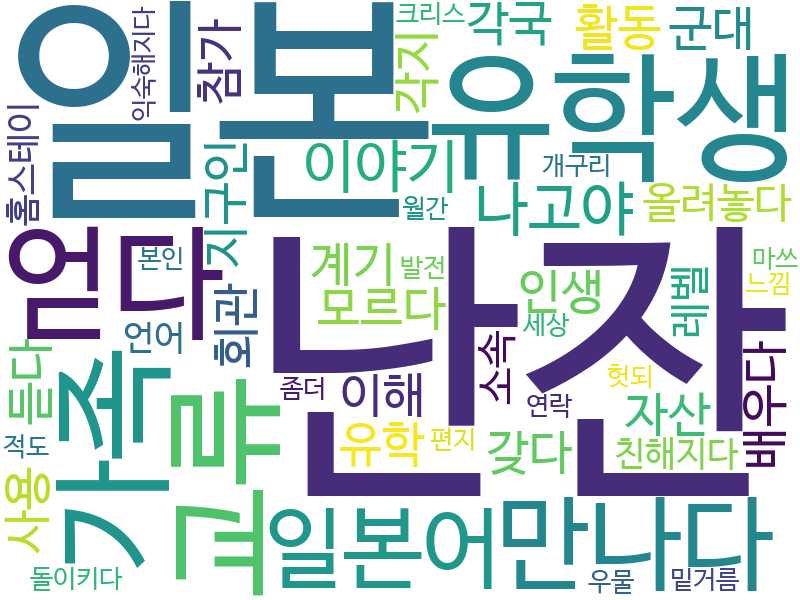 크리스
각국
활동
군대
익숙해지다
참가
각지
일본
유학생
홈스테이
지구인
이야기
개구리
월간
나고야
올려놓다
오다
난진
본인
계기
발전
인생
레벨
마쓰
느낌
모르다
세상
언어
회관
소속
듣다
가족
교류
좀더
이해
연락
헛되
배우다
자산
적도
유학
편지
갖다
친해지다
사용
일본어
만나다
돌이키다
우물
밑거름